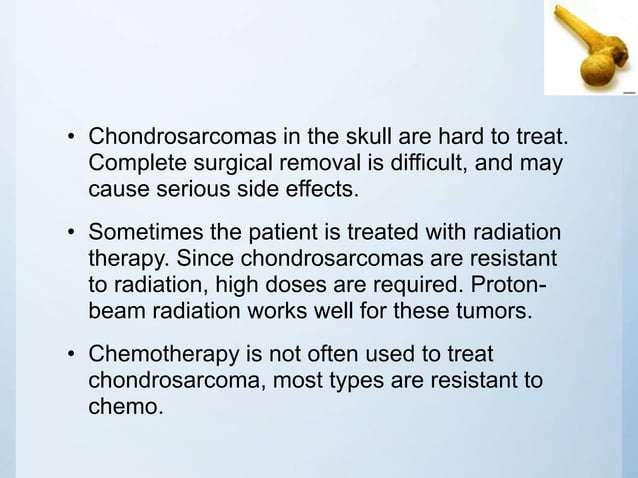 • Chondrosarcomas in the skull are hard to treat.
Complete surgical removal is difficult, and may
cause serious side effects.
• Sometimes the patient is treated with radiation
therapy. Since chondrosarcomas are resistant
to radiation, high doses are required. Proton-
beam radiation works well for these tumors.
• Chemotherapy is not often used to treat
chondrosarcoma, most types are resistant to
chemo.